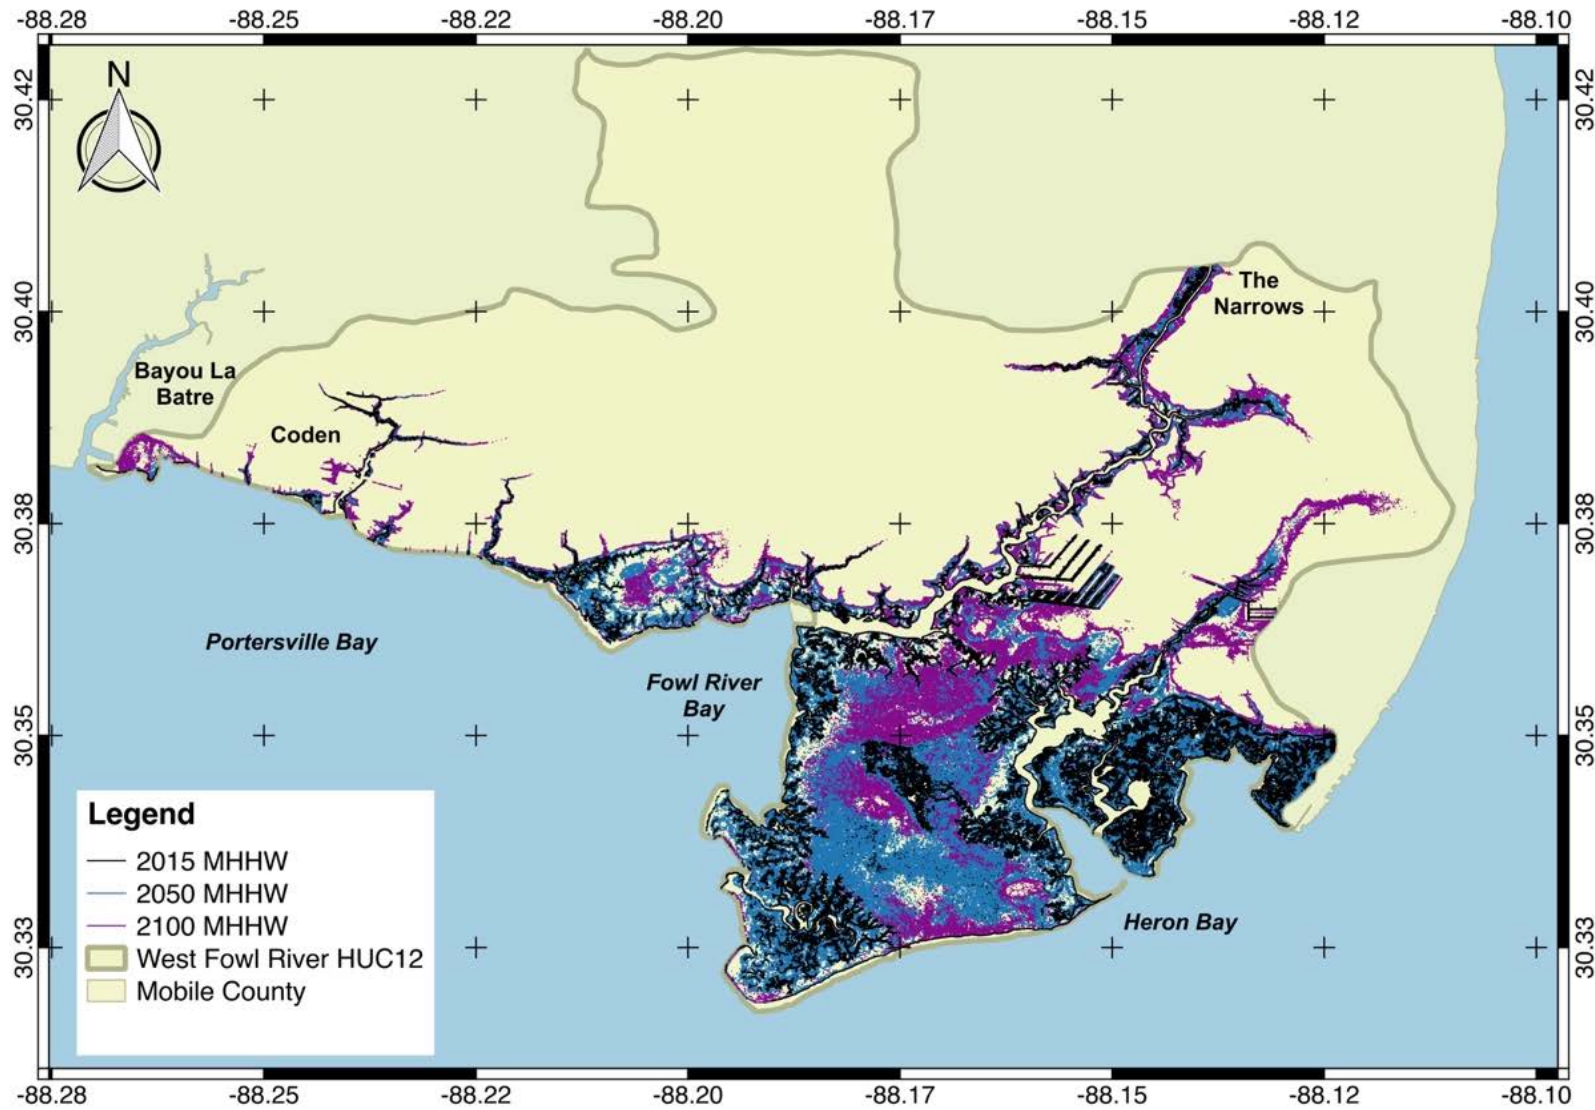 -88.28 -88.25 -88.22 -88.20 -88.17 -88.15 -88.12 -88.10
N
30.42 30.42
30.40 30.40
The
Narrows
Bayou La
Batre
Coden
30.38 30.38
Portersville Bay
Fowl River
Bay
30.35 30.35
Legend
2015 MHHW
2050 MHHW
2100 MHHW
West Fowl River HUC12
Mobile County
Heron Bay
30.33 30.33
-88.28 -88.25 -88.22 -88.20 -88.17 -88.15 -88.12 -88.10